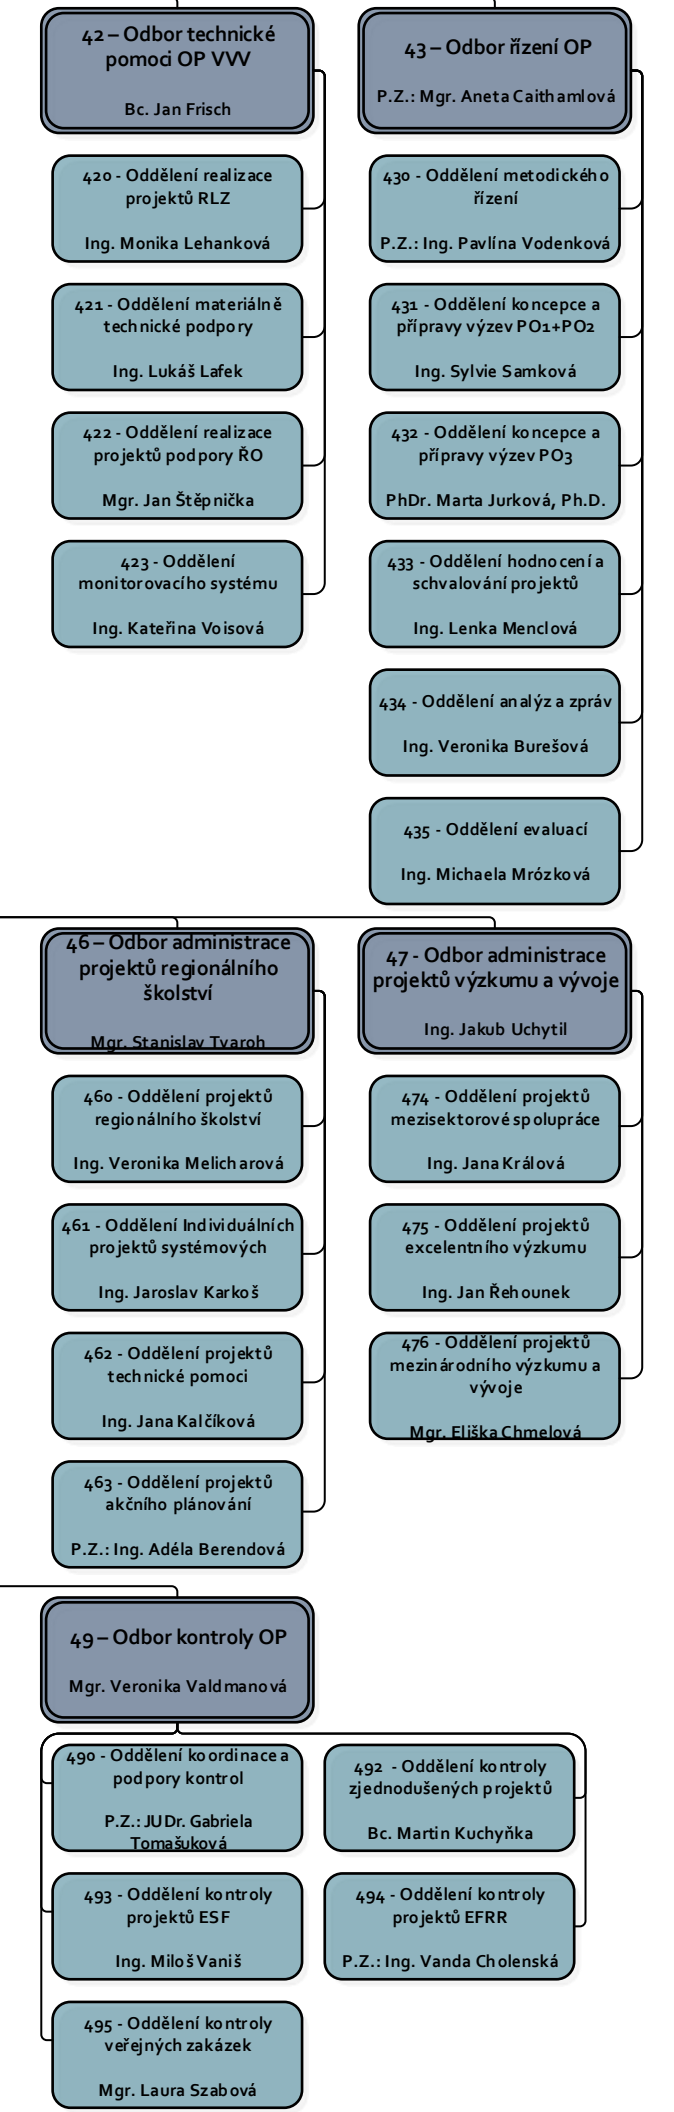 42 – Odbor technické
pomoci OP VVV
Bc. Jan Frisch
420 - Oddělení realizace
projektů RLZ
Ing. Monika Lehanková
421 - Oddělení materiálně
technické podpory
Ing. Lukáš Lafek
422 - Oddělení realizace
projektů podpory ŘO
Mgr. Jan Štěpnička
423 - Oddělení
monitorovacího systému
Ing. Kateřina Voisová
43 – Odbor řízení OP
P.Z.: Mgr. Aneta Caithamlová
430 - Oddělení metodického
řízení
P.Z.: Ing. Pavlína Vodenková
431 - Oddělení koncepce a
přípravy výzev PO1+PO2
Ing. Sylvie Samková
432 - Oddělení koncepce a
přípravy výzev PO3
PhDr. Marta Jurková, Ph.D.
433 - Oddělení hodnocení a
schvalování projektů
Ing. Lenka Menclová
434 - Oddělení analýz a zpráv
Ing. Veronika Burešová
435 - Oddělení evaluací
Ing. Michaela Mrózková
46 – Odbor administrace
projektů regionálního
školství
Mgr. Stanislav Tvaroh
460 - Oddělení projektů
regionálního školství
Ing. Veronika Melicharová
461 - Oddělení Individuálních
projektů systémových
Ing. Jaroslav Karkoš
462 - Oddělení projektů
technické pomoci
Ing. Jana Kalčíková
463 - Oddělení projektů
akčního plánování
P.Z.: Ing. Adéla Berendová
47 - Odbor administrace
projektů výzkumu a vývoje
Ing. Jakub Uchytil
474 - Oddělení projektů
mezisektorové spolupráce
Ing. Jana Králová
475 - Oddělení projektů
excelentního výzkumu
Ing. Jan Řehounek
476 - Oddělení projektů
mezinárodního výzkumu a
vývoje
Mgr. Eliška Chmelová
49 – Odbor kontroly OP
Mgr. Veronika Valdmanová
490 - Oddělení koordinace a
podpory kontrol
P.Z.: JUDr. Gabriela
Tomašuková
492 - Oddělení kontroly
zjednodušených projektů
Bc. Martin Kuchyňka
493 - Oddělení kontroly
projektů ESF
Ing. Miloš Vaniš
494 - Oddělení kontroly
projektů EFRR
P.Z.: Ing. Vanda Cholenská
495 - Oddělení kontroly
veřejných zakázek
Mgr. Laura Szabová